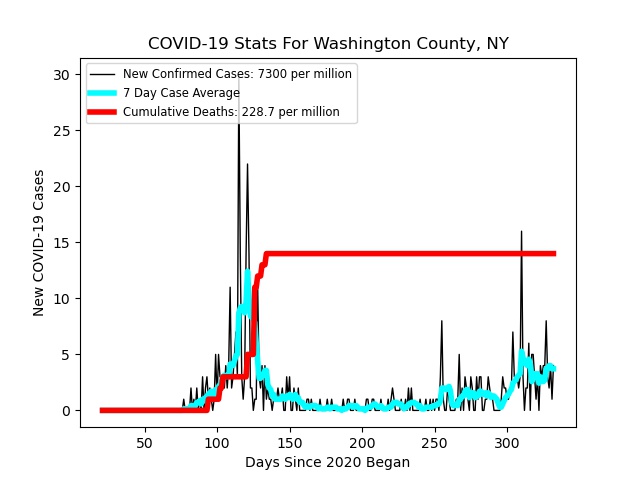 COVID-19 Stats For Washington County, NY
New Confirmed Cases: 7300 per million
7 Day Case Average
Cumulative Deaths: 228.7 per million
New COVID-19 Cases
30
25
20
15
10
5
0
50 100 150 200 250 300
Days Since 2020 Began